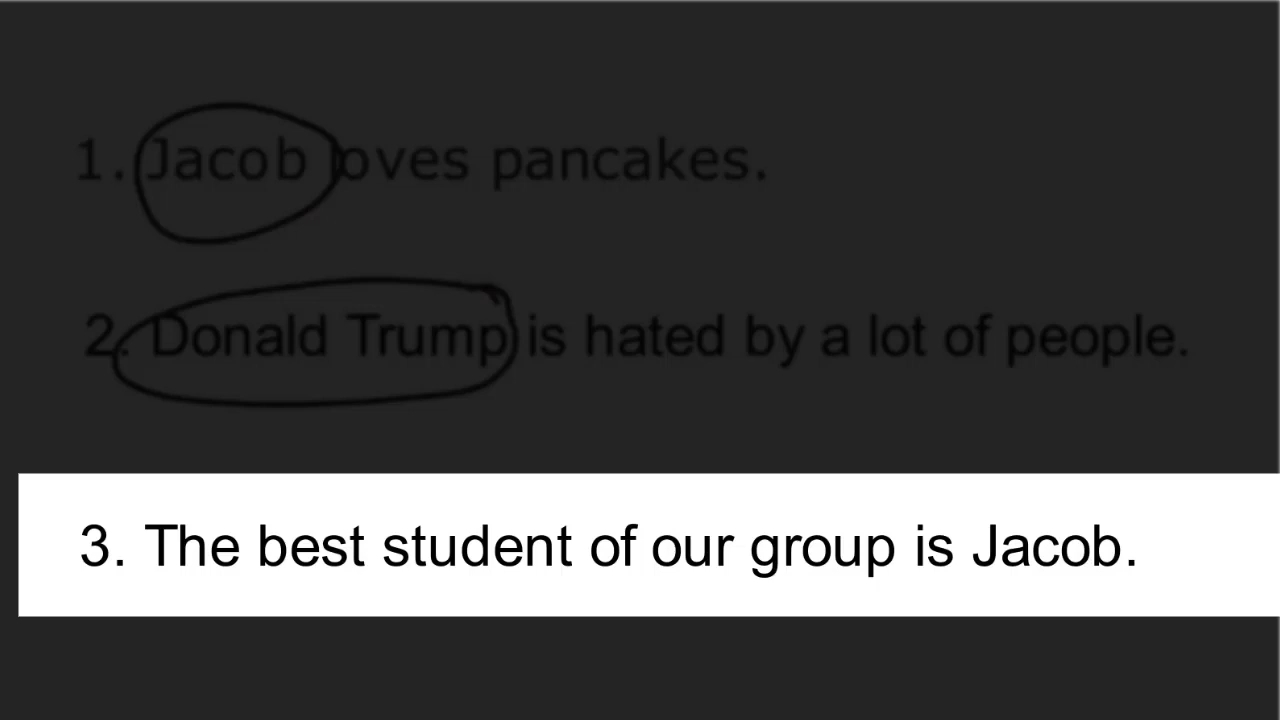 1. Jacob loves pancakes.
2. Donald Trump is hated by a lot of people.
3. The best student of our group is Jacob.